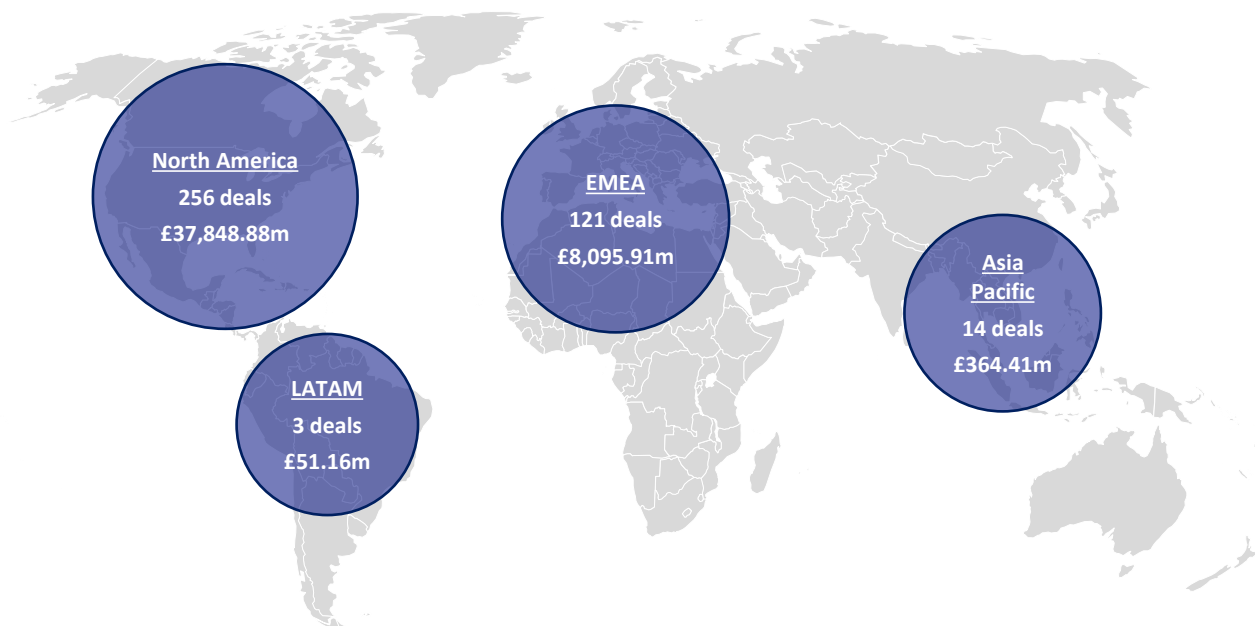 North America
256 deals
£37,848.88m
EMEA
121 deals
£8,095.91m
Asia
Pacific
14 deals
£364.41m
LATAM
3 deals
£51.16m